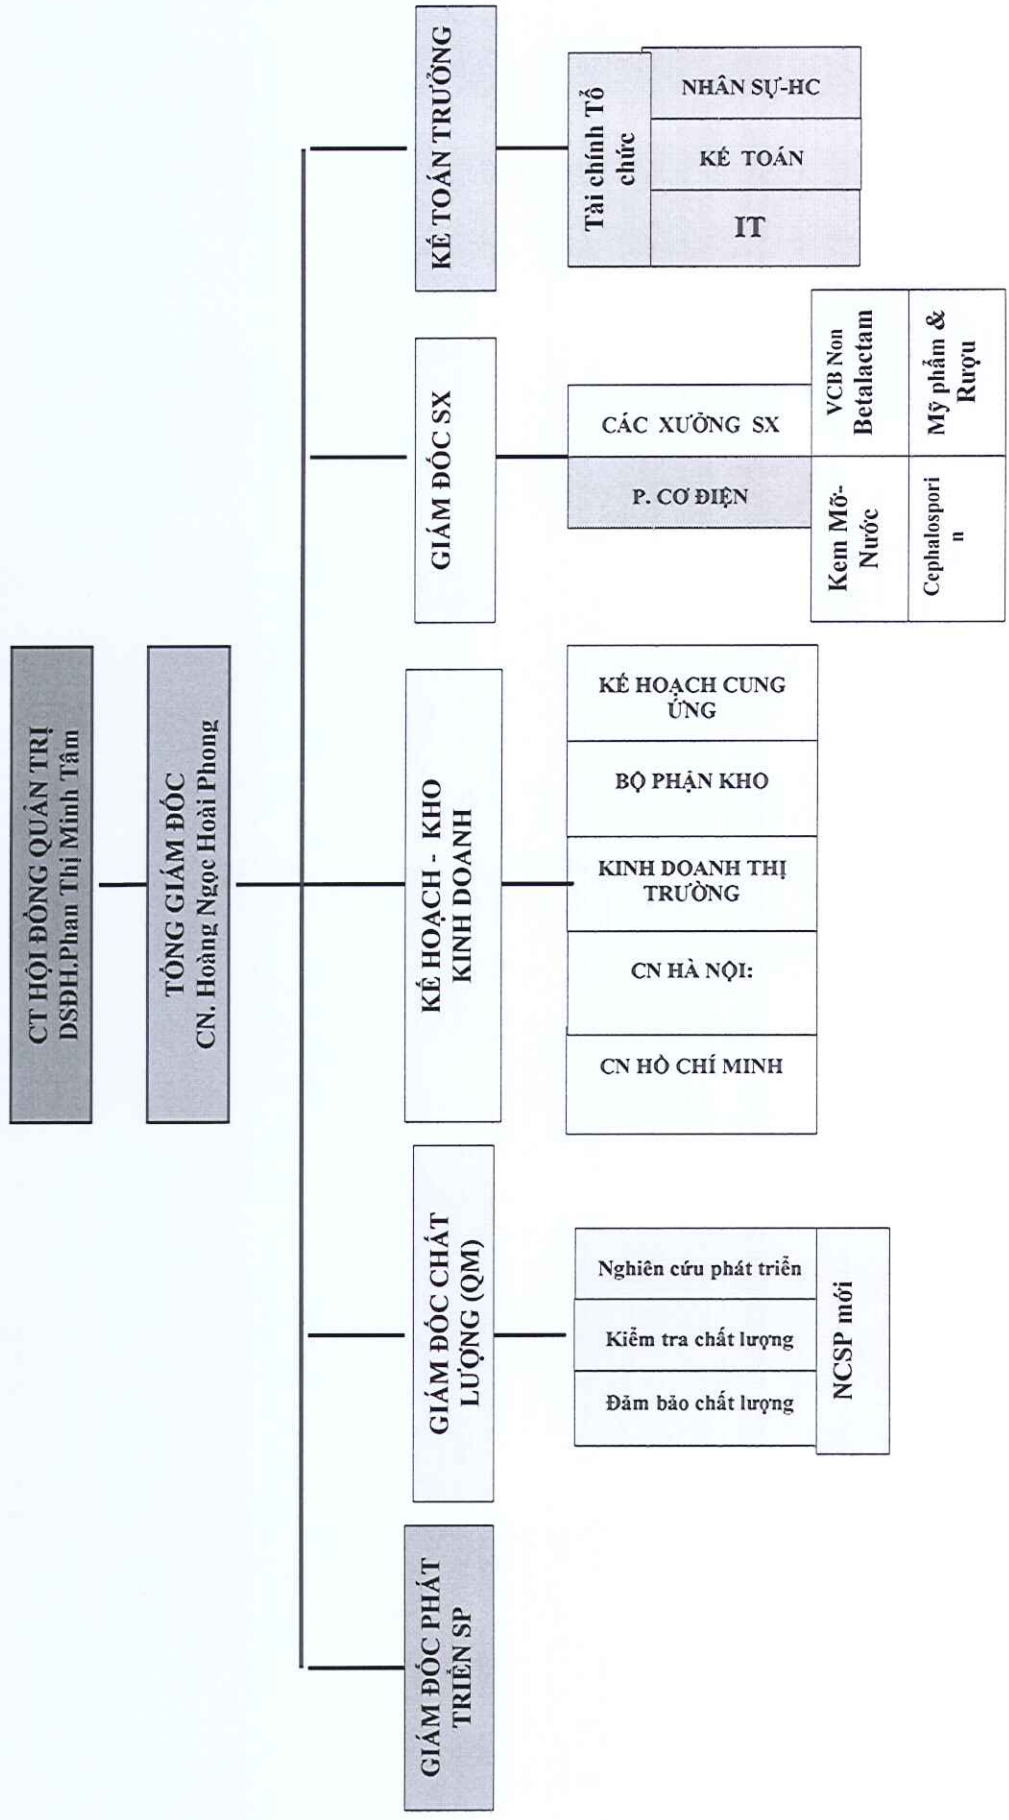 CT HỘI ĐỒNG QUẢN TRỊ
DSĐH.Phan Thị Minh Tâm
TỔNG GIÁM ĐỐC
CN. Hoàng Ngọc Hoài Phong
GIÁM ĐỐC PHÁT
TRIỂN SP
GIÁM ĐỐC CHẤT
LƯỢNG (QM)
KẾ HOẠCH - KHO
KINH DOANH
GIÁM ĐỐC SX
KẾ TOÁN TRƯỞNG
Đảm bảo chất lượng
Kiểm tra chất lượng
Nghiên cứu phát triển
NCSP mới
CN HỒ CHÍ MINH
CN HÀ NỘI:
KINH DOANH THỊ
TRƯỜNG
BỘ PHẬN KHO
KẾ HOẠCH CUNG
ỨNG
P. CƠ ĐIỆN
CÁC XƯỞNG SX
Kem Mỡ-
Nước
VCB Non
Betalactam
Cephalospori
n
Mỹ phẩm &
Rượu
Tài chính Tổ
chức
IT
KẾ TOÁN
NHÂN SỰ-HC